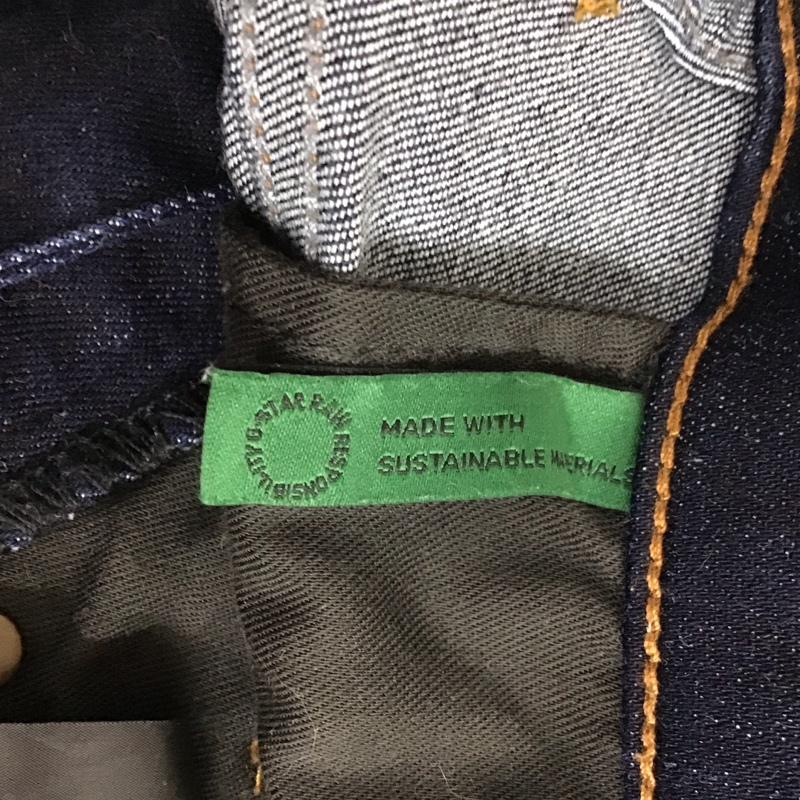 G-STAR RAW RESPONSIBILITY
MADE WITH
SUSTAINABLE MATERIALS